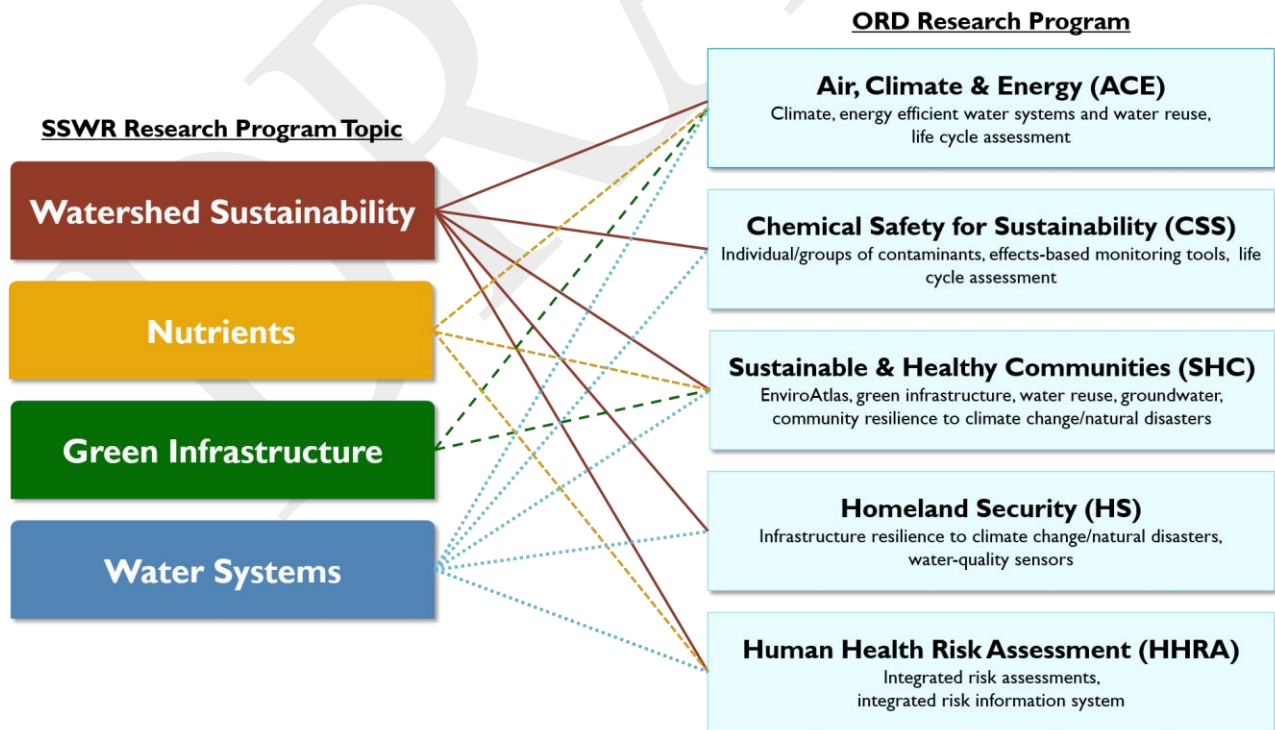 ORD Research Program
Air, Climate & Energy (ACE)
Climate, energy efficient water systems and water reuse,
life cycle assessment
SSWR Research Program Topic
Watershed Sustainability
Nutrients
Green Infrastructure
Water Systems
Chemical Safety for Sustainability (CSS)
Individual/groups of contaminants, effects-based monitoring tools, life
cycle assessment
Sustainable & Healthy Communities (SHC)
EnviroAtlas, green infrastructure, water reuse, groundwater,
community resilience to climate change/natural disasters
Homeland Security (HS)
Infrastructure resilience to climate change/natural disasters,
water-quality sensors
Human Health Risk Assessment (HHRA)
Integrated risk assessments,
integrated risk information system